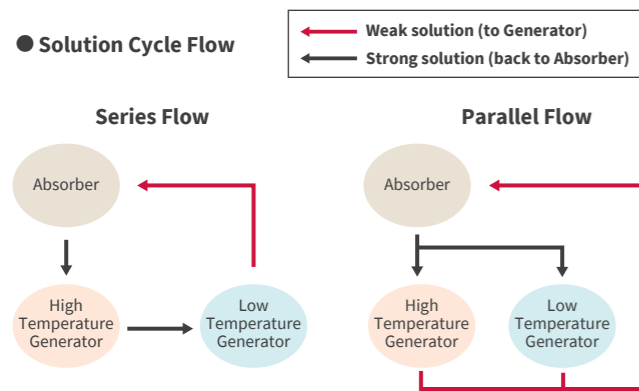 Weak solution (to Generator)
● Solution Cycle Flow
Strong solution (back to Absorber)
Series Flow
Parallel Flow
Absorber
Absorber
High
Temperature
Generator
Low
Temperature
Generator
High
Temperature
Generator
Low
Temperature
Generator